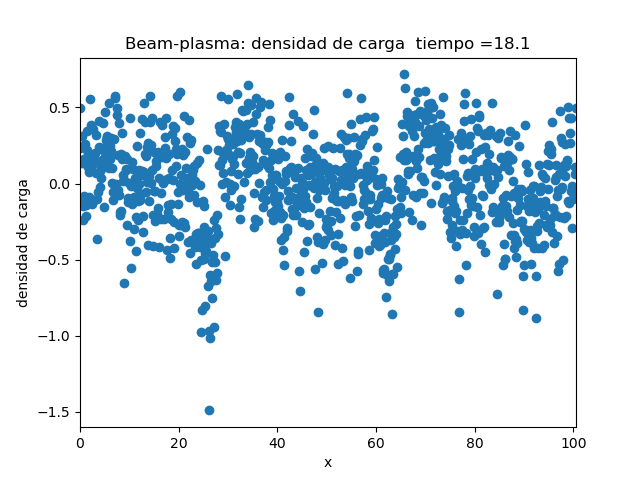 Beam-plasma: densidad de carga  tiempo =18.1
densidad de carga
0.5
0.0
−0.5
−1.0
−1.5
0 20 40 60 80 100
x